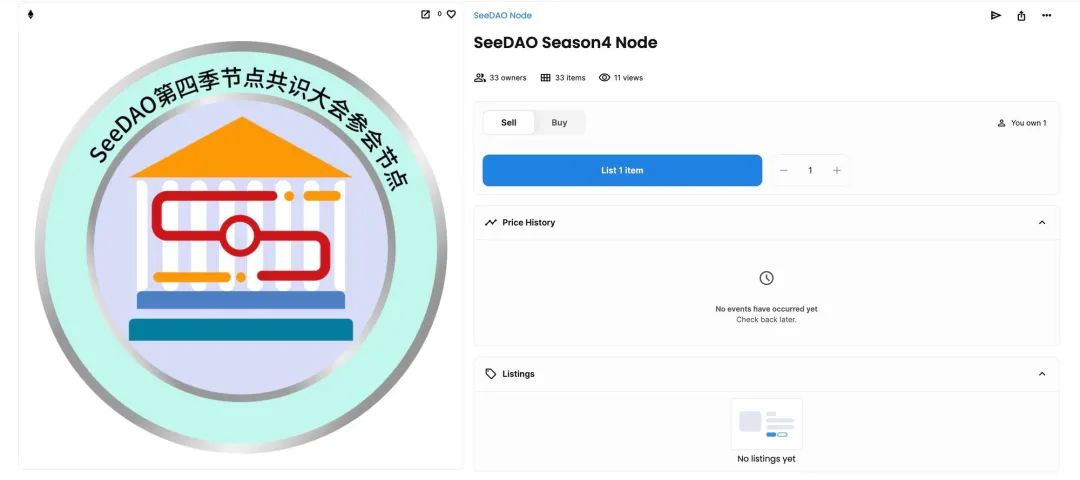 0
SeeDAO第四季节点共识大会参会节点
SeeDAO Node
SeeDAO Season4 Node
33 owners 33 items 11 views
Sell Buy
You own 1
List 1 item
1
Price History
No events have occurred yet
Check back later.
Listings
No listings yet